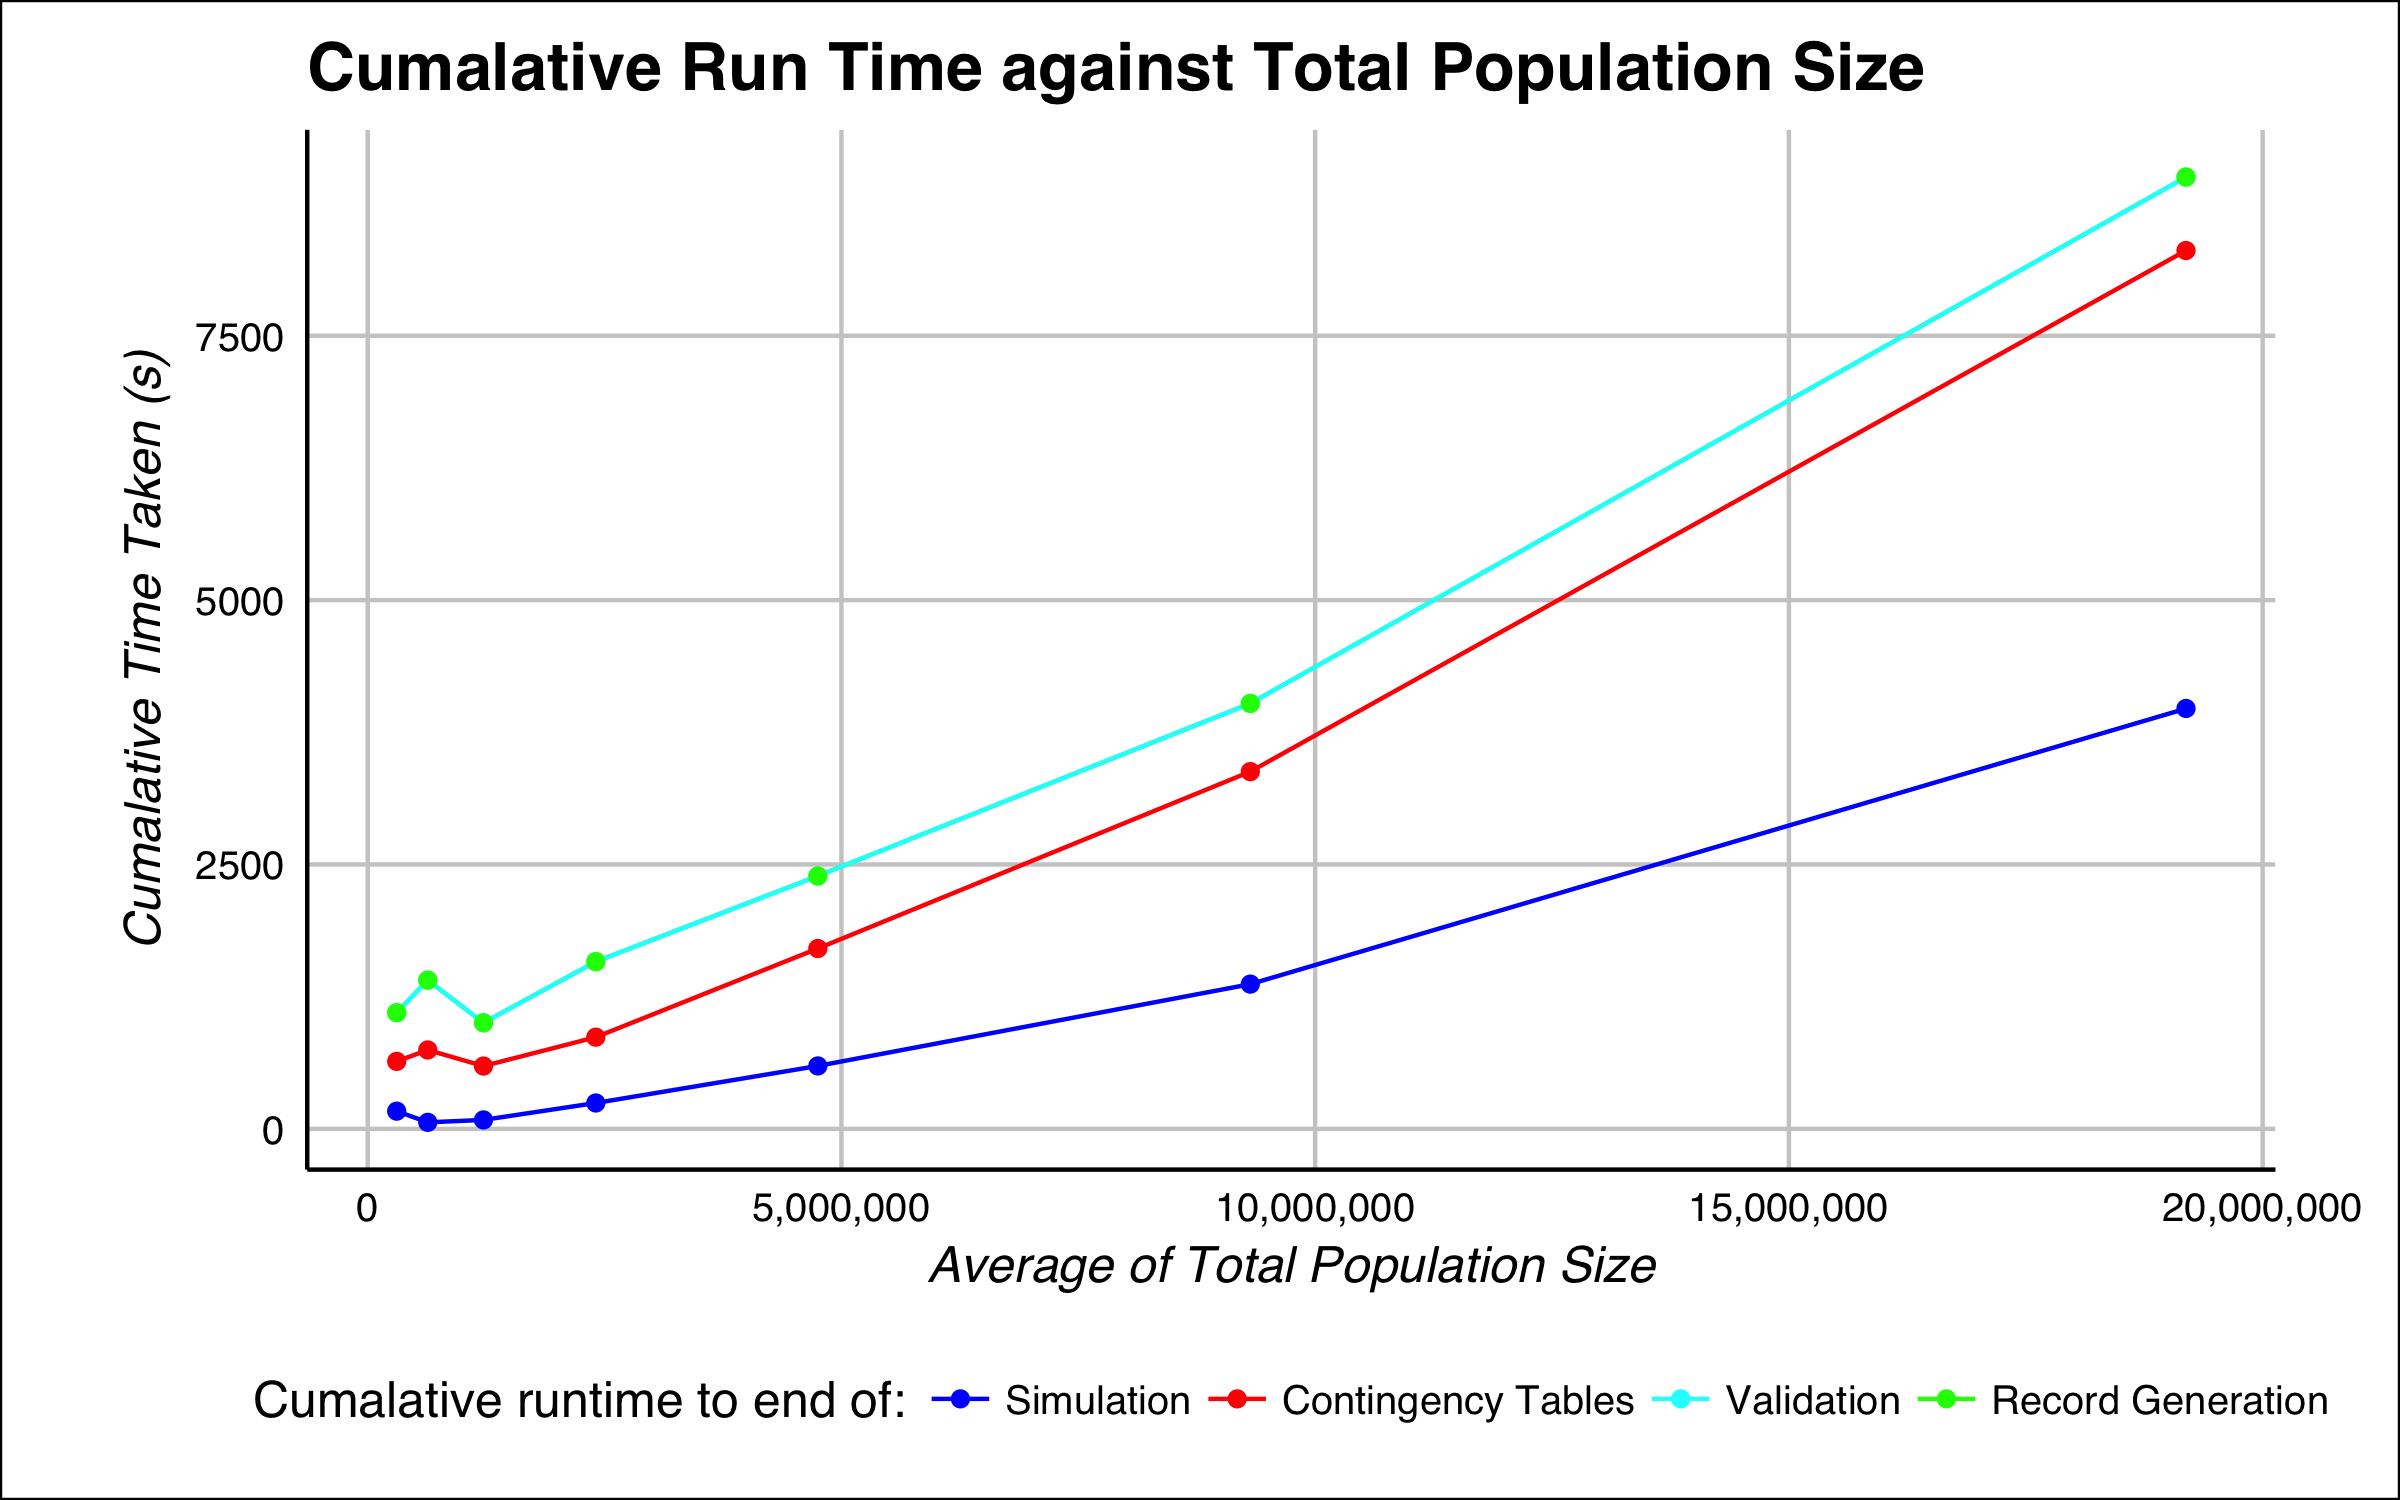 Cumalative Run Time against Total Population Size
Cumalative Time Taken (s)
7500
5000
2500
0
0 5,000,000 10,000,000 15,000,000 20,000,000
Average of Total Population Size
Cumalative runtime to end of: Simulation Contingency Tables Validation Record Generation